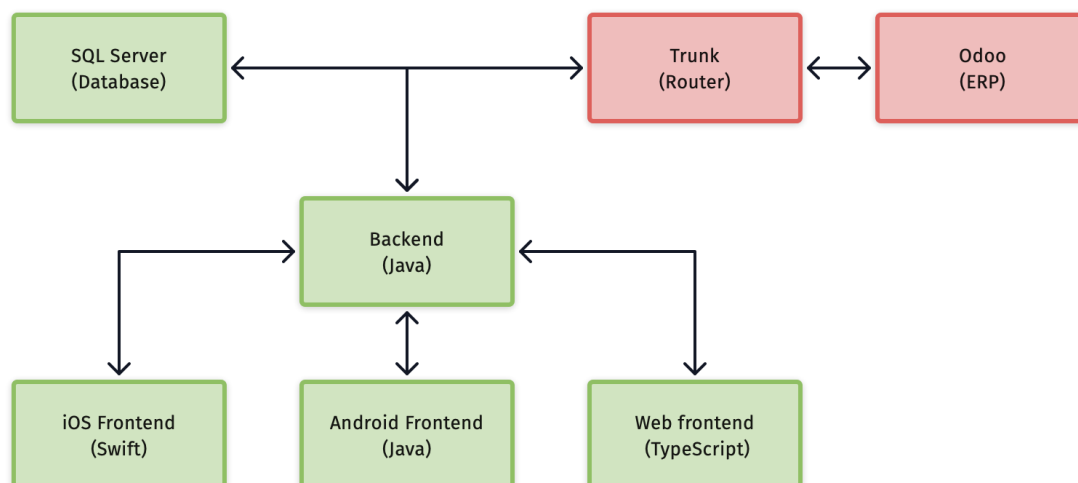 SQL Server
(Database)
Trunk
(Router)
Odoo
(ERP)
Backend
(Java)
iOS Frontend
(Swift)
Android Frontend
(Java)
Web frontend
(TypeScript)